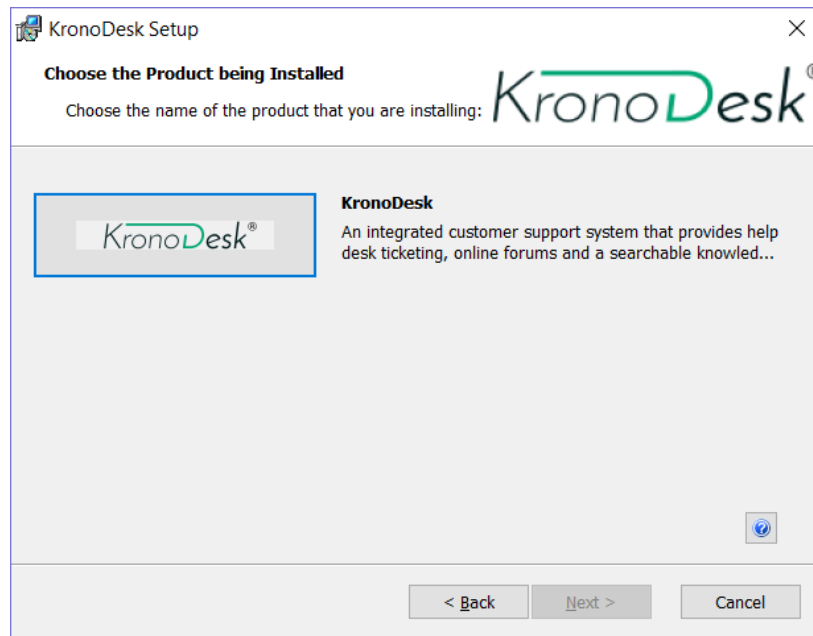 KronoDesk Setup
Choose the Product being Installed
Choose the name of the product that you are installing:
KronoDesk®
KronoDesk®
KronoDesk
An integrated customer support system that provides help
desk ticketing, online forums and a searchable knowled...
?
< Back
Next >
Cancel